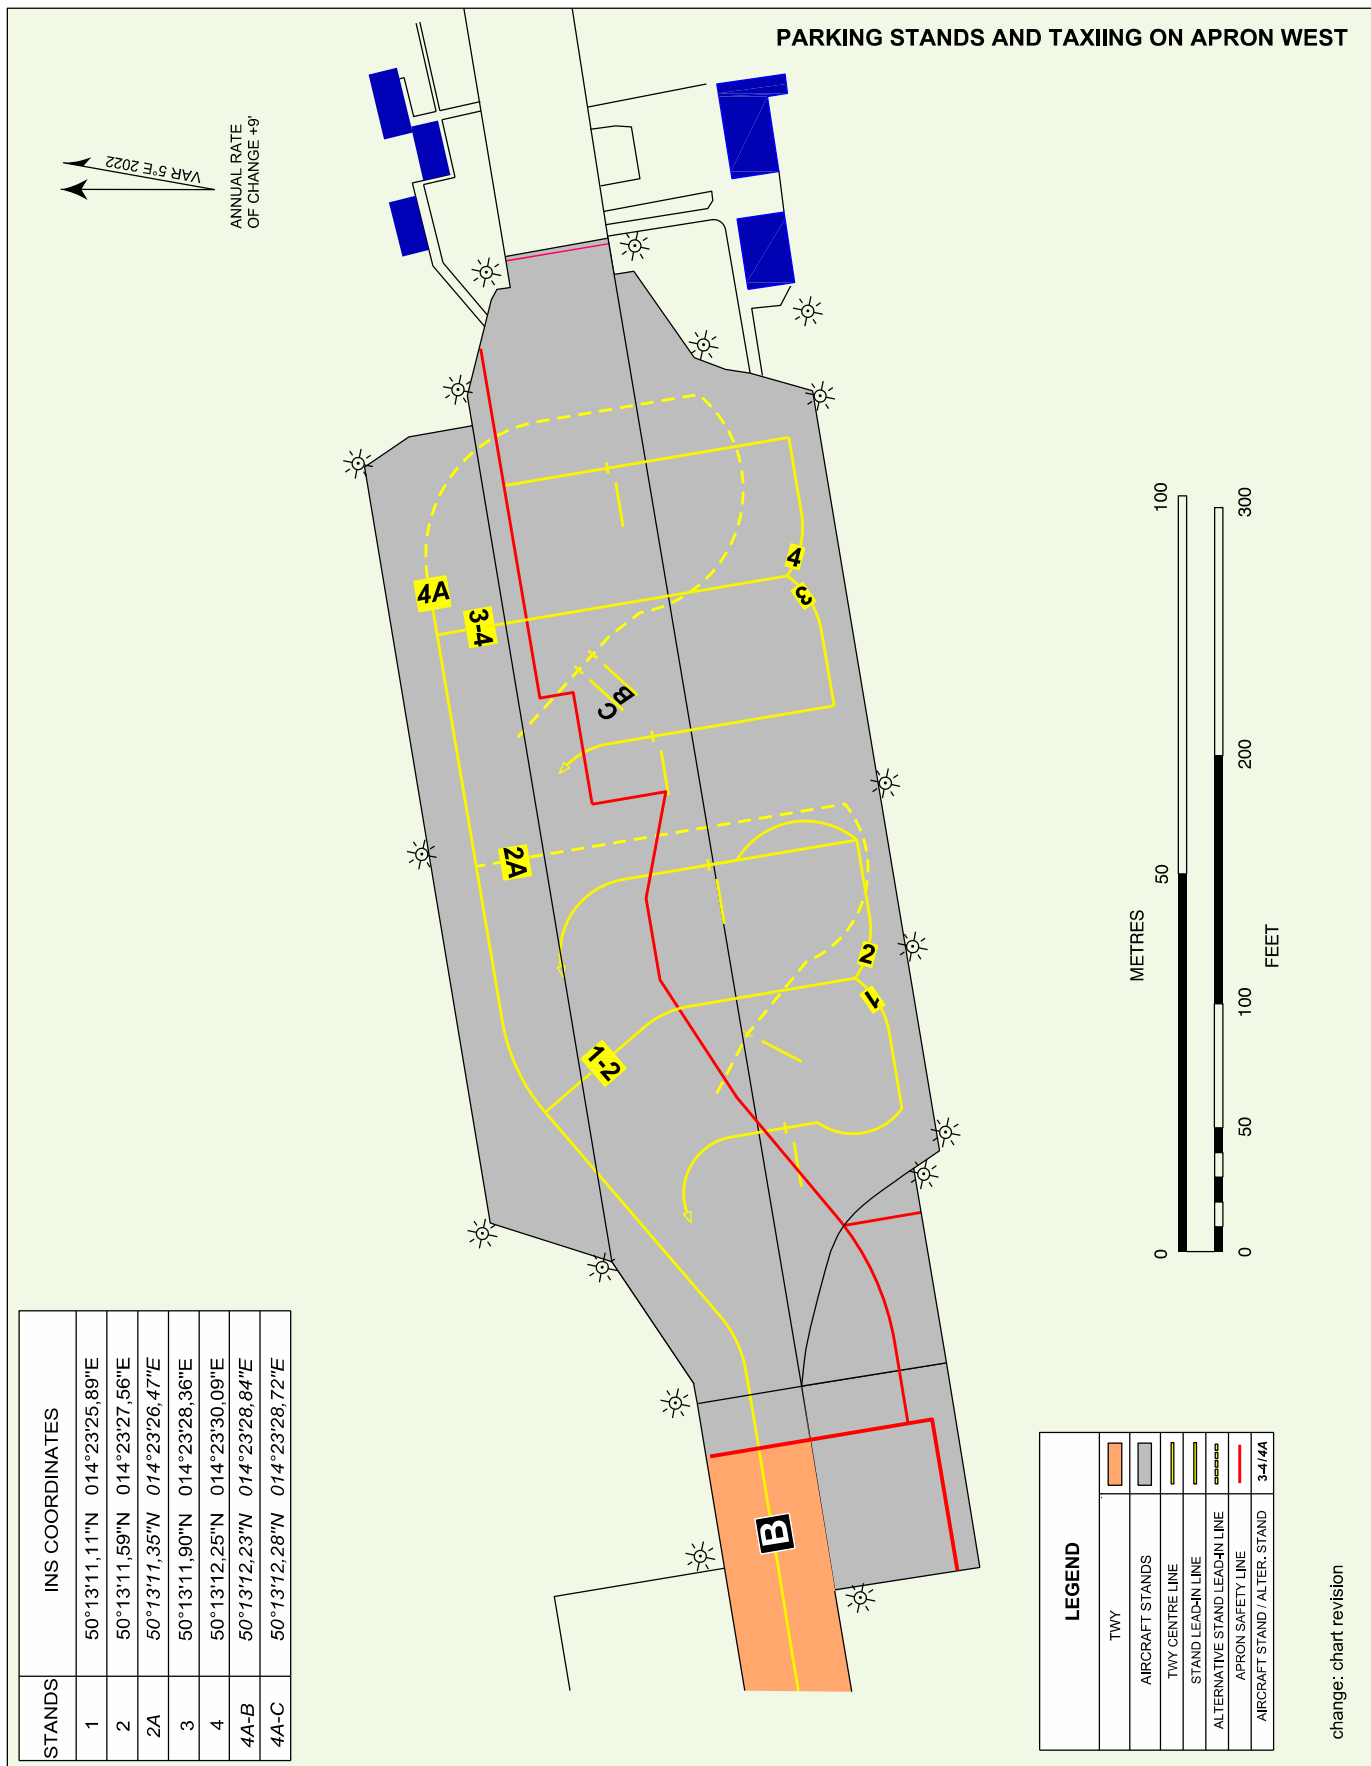 PARKING STANDS AND TAXIING ON APRON WEST
VAR 5°E 2022
ANNUAL RATE
OF CHANGE +9'
4A
3-4
4
3
B
C
2A
2
1
1-2
B
METRES
0
50
100
FEET
0
50
100
200
300
STANDS INS COORDINATES
1 50°13'11,11"N 014°23'25,89"E
2 50°13'11,59"N 014°23'27,56"E
2A 50°13'11,35"N 014°23'26,47"E
3 50°13'11,90"N 014°23'28,36"E
4 50°13'12,25"N 014°23'30,09"E
4A-B 50°13'12,23"N 014°23'28,84"E
4A-C 50°13'12,28"N 014°23'28,72"E
LEGEND
TWY
AIRCRAFT STANDS
TWY CENTRE LINE
STAND LEAD-IN LINE
ALTERNATIVE STAND LEAD-IN LINE
APRON SAFETY LINE
AIRCRAFT STAND / ALTER. STAND 3-4/4A
change: chart revision